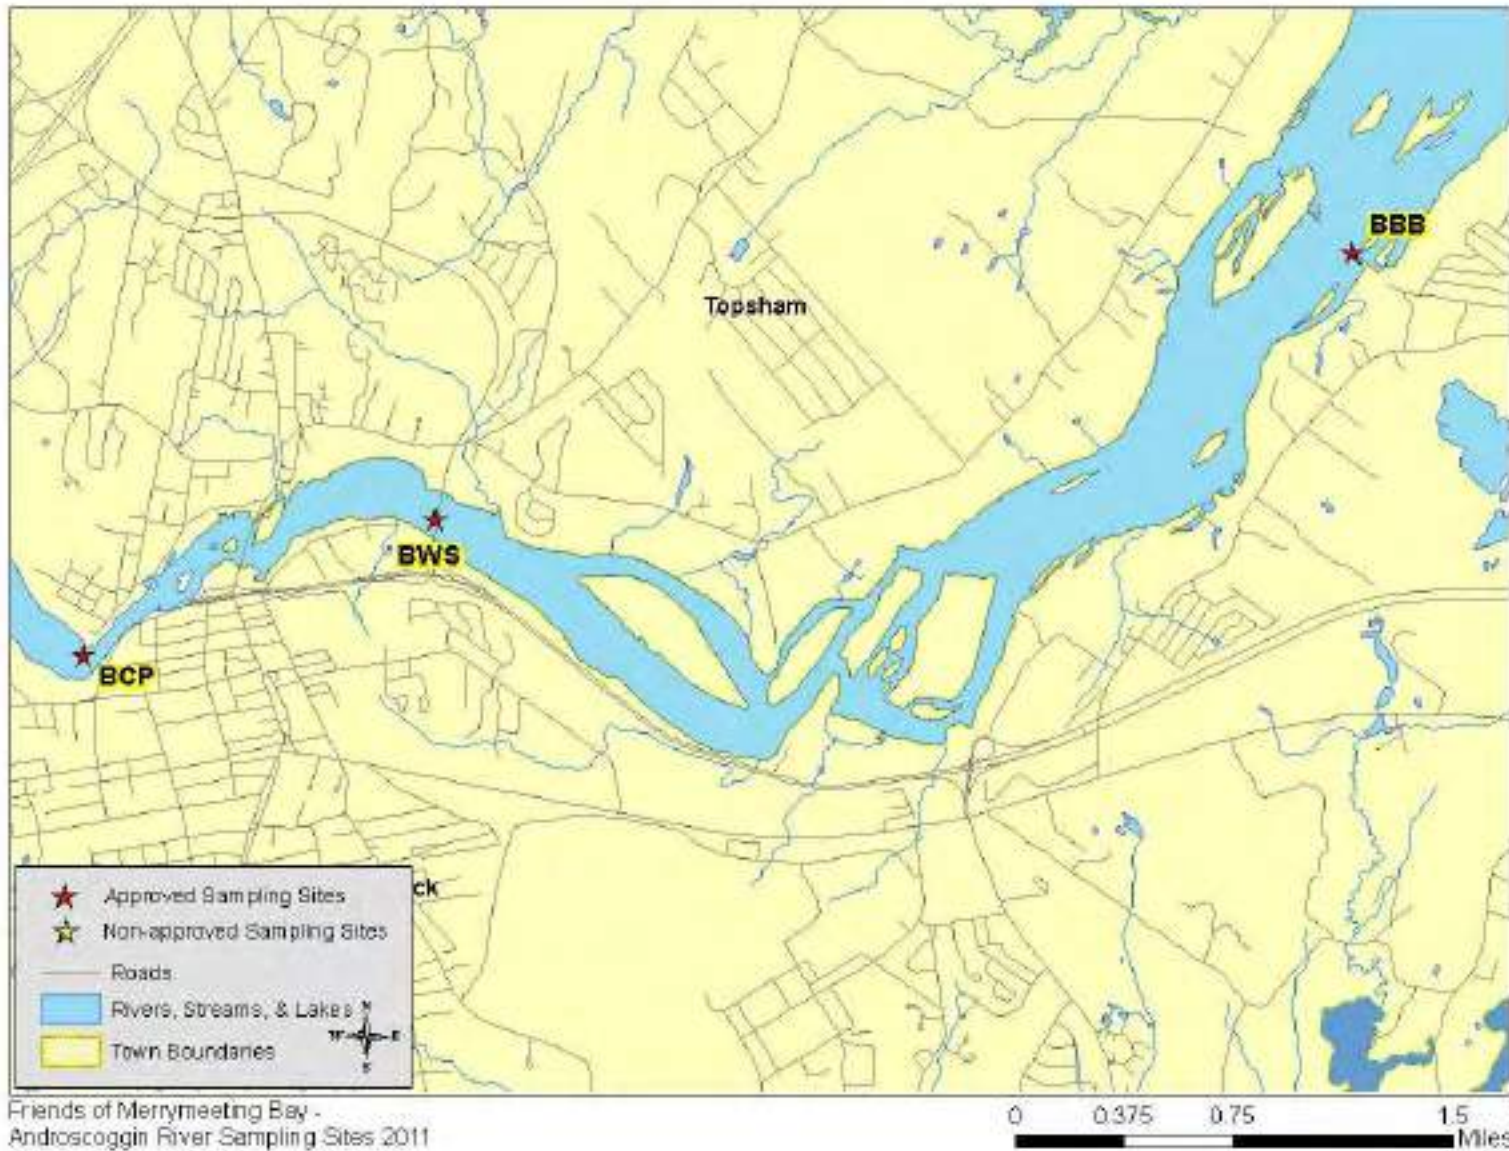 BBB
Topsham
BWS
BCP
ck
Approved Sampling Sites
Non-approved Sampling Sites
Roads
Rivers, Streams, & Lakes
Town Boundaries
N
W E
S
Friends of Merrymeeting Bay -
Androscoggin River Sampling Sites 2011
0 0.375 0.75 1.5
Miles